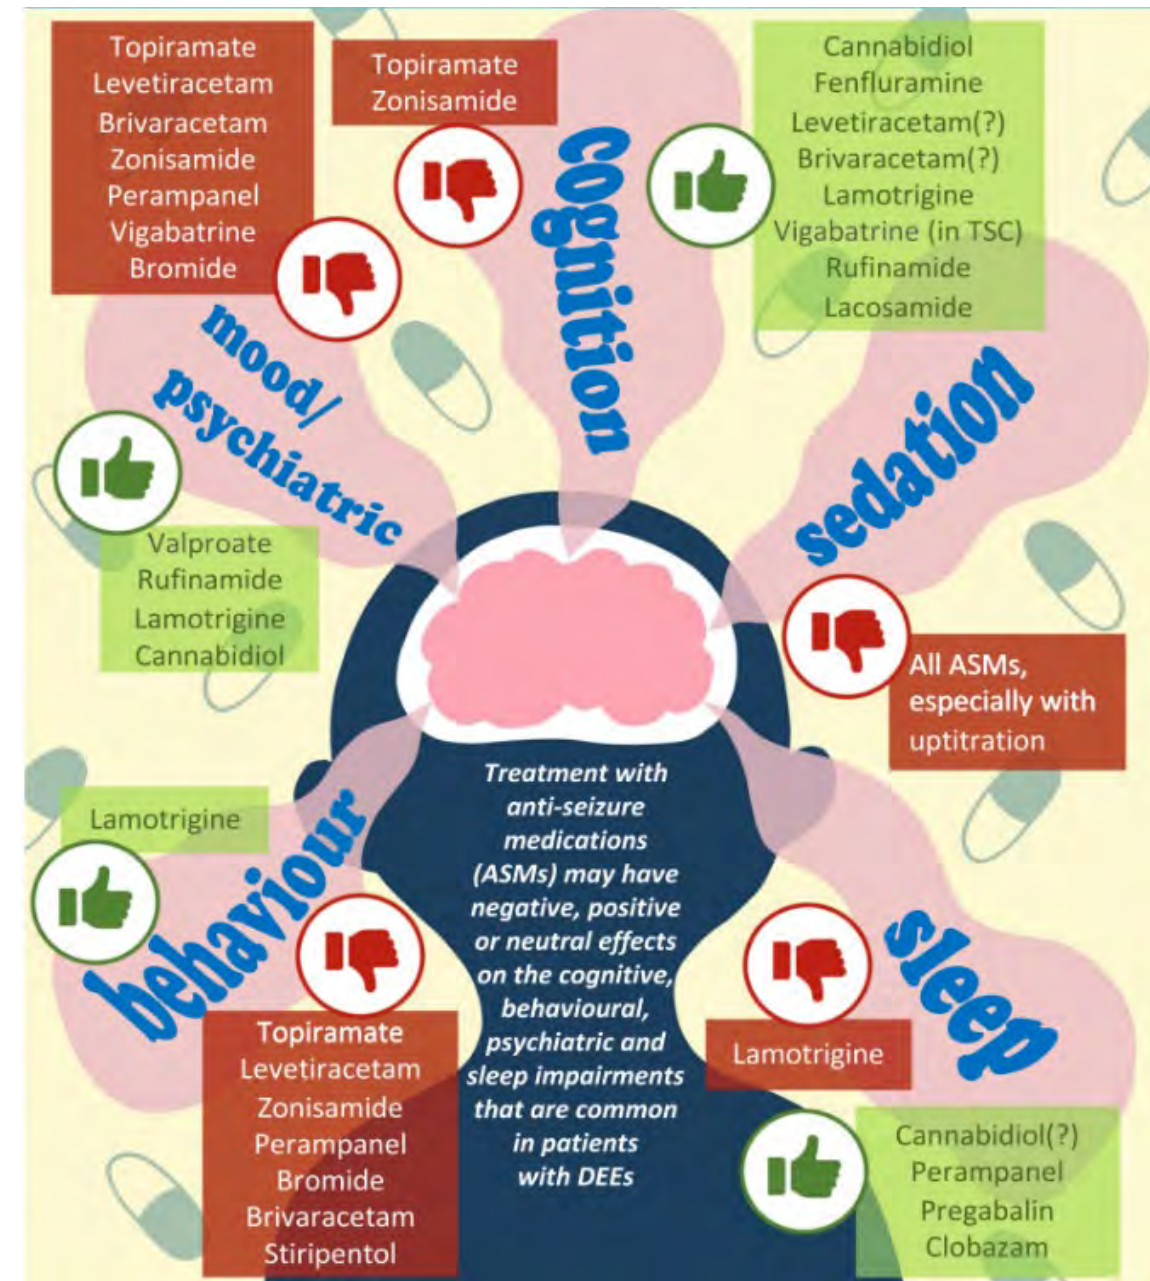 Topiramate
Levetiracetam
Brivaracetam
Zonisamide
Perampanel
Vigabatrine
Bromide
Topiramate
Zonisamide
cognition
Cannabidiol
Fenfluramine
Levetiracetam(?)
Brivaracetam(?)
Lamotrigine
Vigabatrine (in TSC)
Rufinamide
Lacosamide
mood/
psychiatric
Valproate
Rufinamide
Lamotrigine
Cannabidiol
sedation
All ASMs,
especially with
uptitration
Lamotrigine
behaviour
Topiramate
Levetiracetam
Zonisamide
Perampanel
Bromide
Brivaracetam
Stiripentol
Treatment with
anti-seizure
medications
(ASMs) may have
negative, positive
or neutral effects
on the cognitive,
behavioural,
psychiatric and
sleep impairments
that are common
in patients
with DEEs
sleep
Lamotrigine
Cannabidiol(?)
Perampanel
Pregabalin
Clobazam